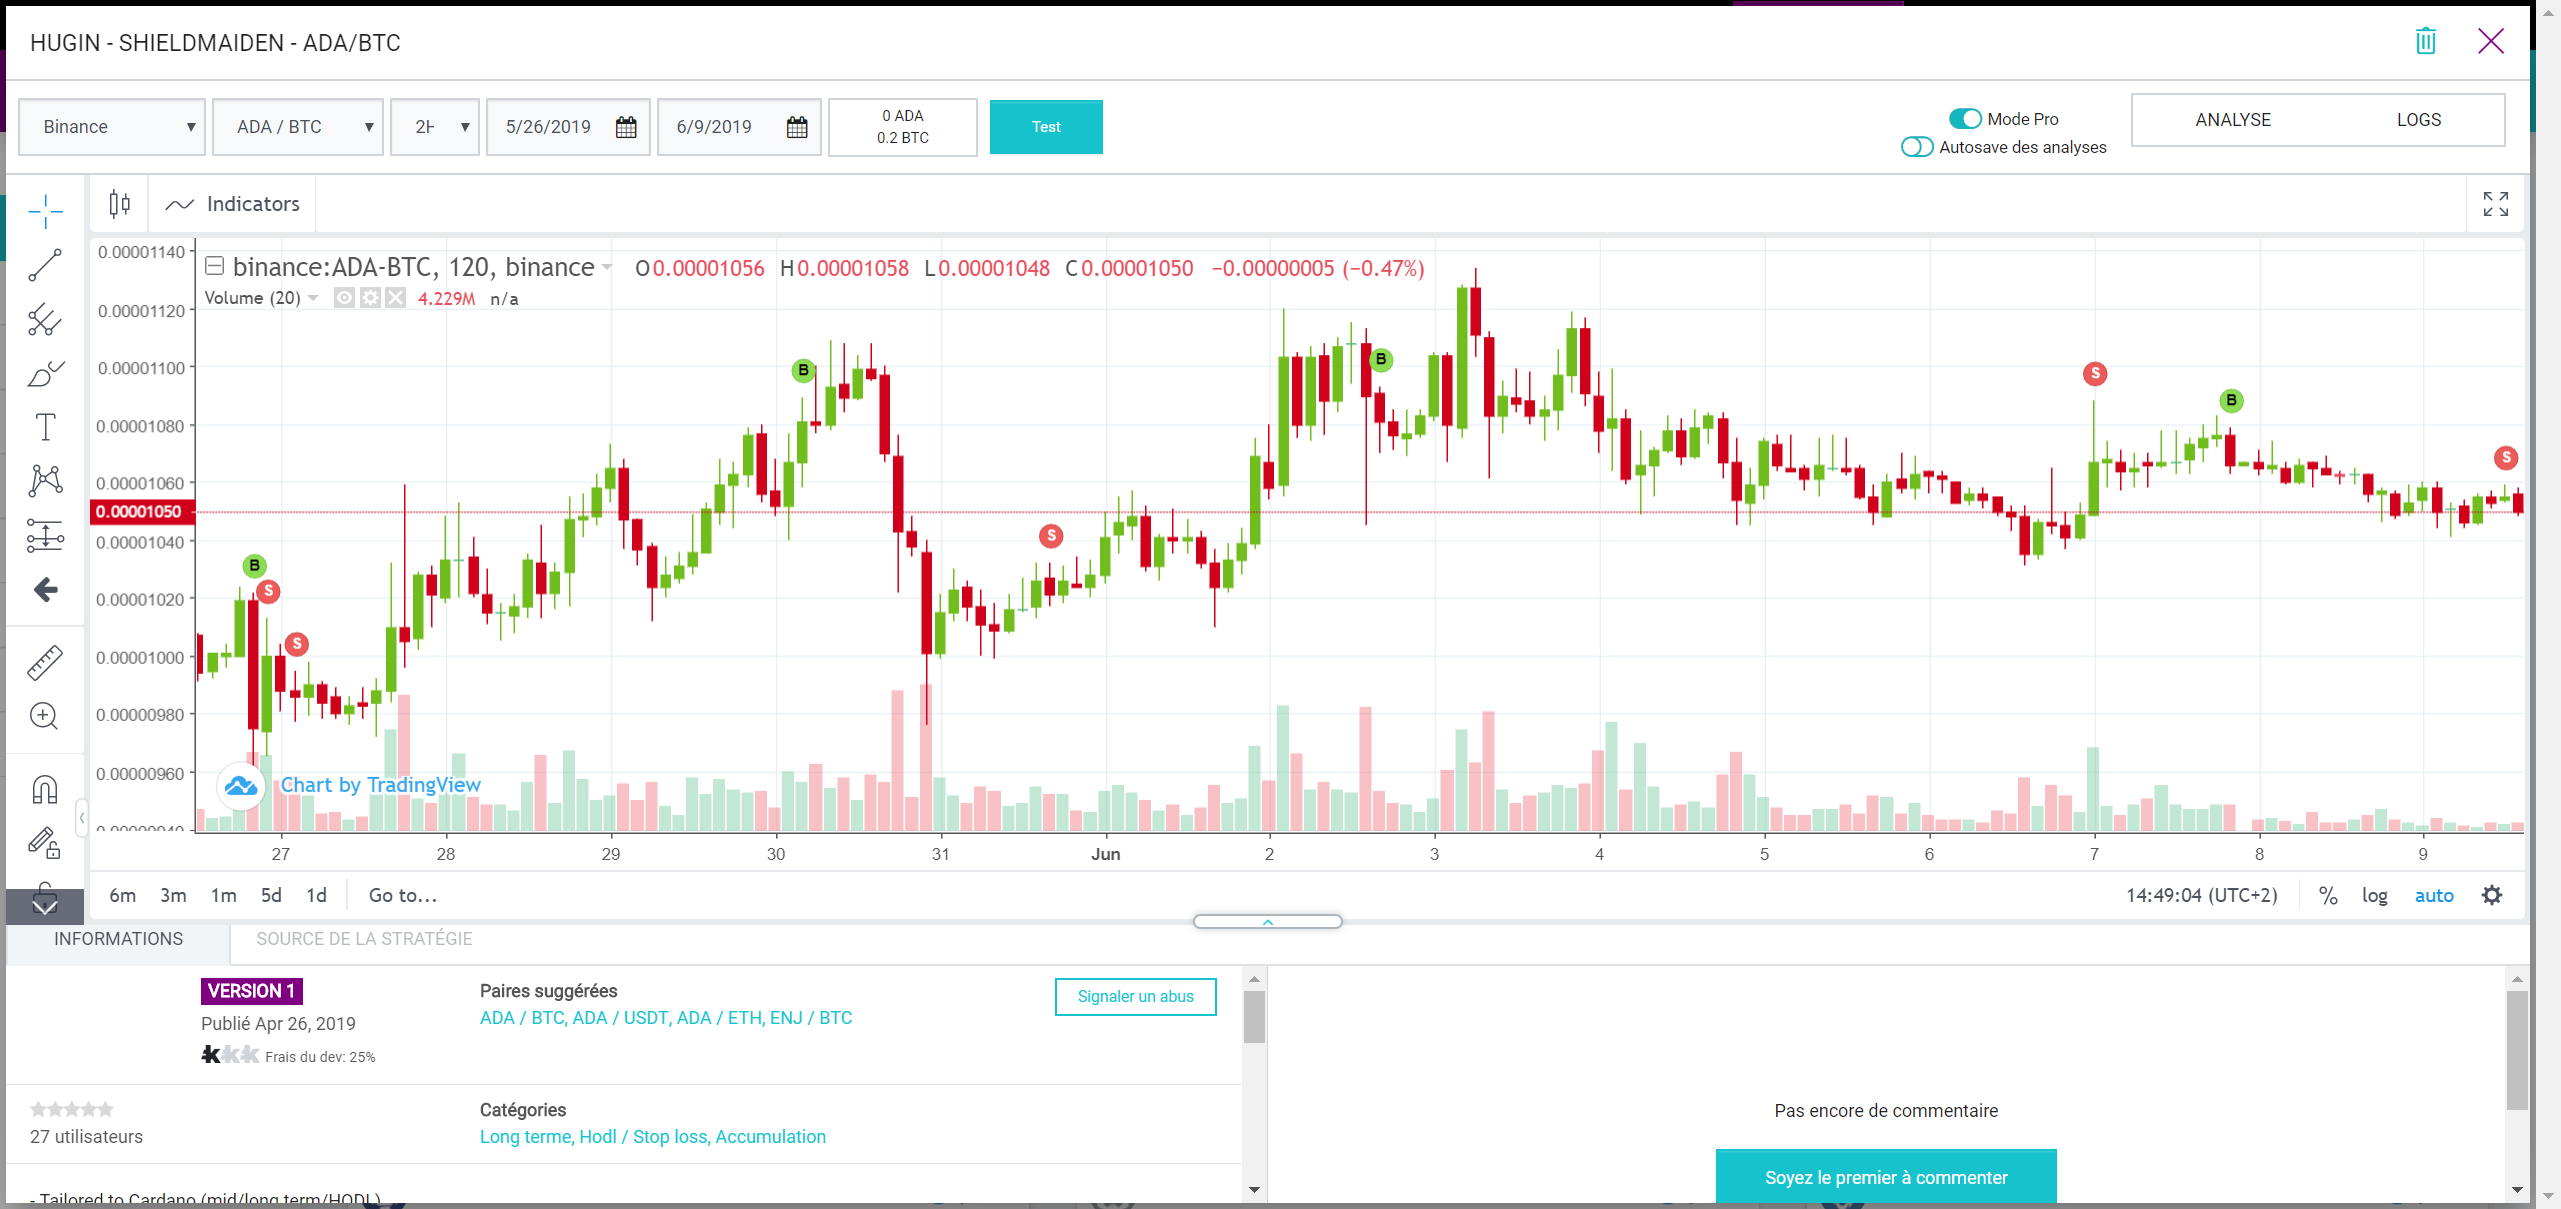 HUGIN - SHIELDMAIDEN - ADA/BTC
Binance
ADA / BTC
5/26/2019
6/9/2019
0 ADA
0.2 BTC
Test
Mode Pro
Autosave des analyses
ANALYSE
LOGS
Indicators
binance:ADA-BTC, 120, binance
O0.00001056 H0.00001058 L0.00001048 C0.00001050 −0.00000005 (−0.47%)
Volume (20) 4.229M n/a
0.00001140
0.00001120
0.00001100
0.00001080
0.00001060
0.00001050
0.00001040
0.00001020
0.00001000
0.00000980
0.00000960
B
S
S
B
S
B
S
B
S
Chart by TradingView
27 28 29 30 31 Jun 2 3 4 5 6 7 8 9
6m 3m 1m 5d 1d Go to...
14:49:04 (UTC+2) % log auto
INFORMATIONS
SOURCE DE LA STRATÉGIE
VERSION 1
Publié Apr 26, 2019
Frais du dev: 25%
Paires suggérées
ADA / BTC, ADA / USDT, ADA / ETH, ENJ / BTC
Signaler un abus
27 utilisateurs
Catégories
Long terme, Hodl / Stop loss, Accumulation
- Tailored to Cardano (mid/long term/HODL)
Pas encore de commentaire
Soyez le premier à commenter